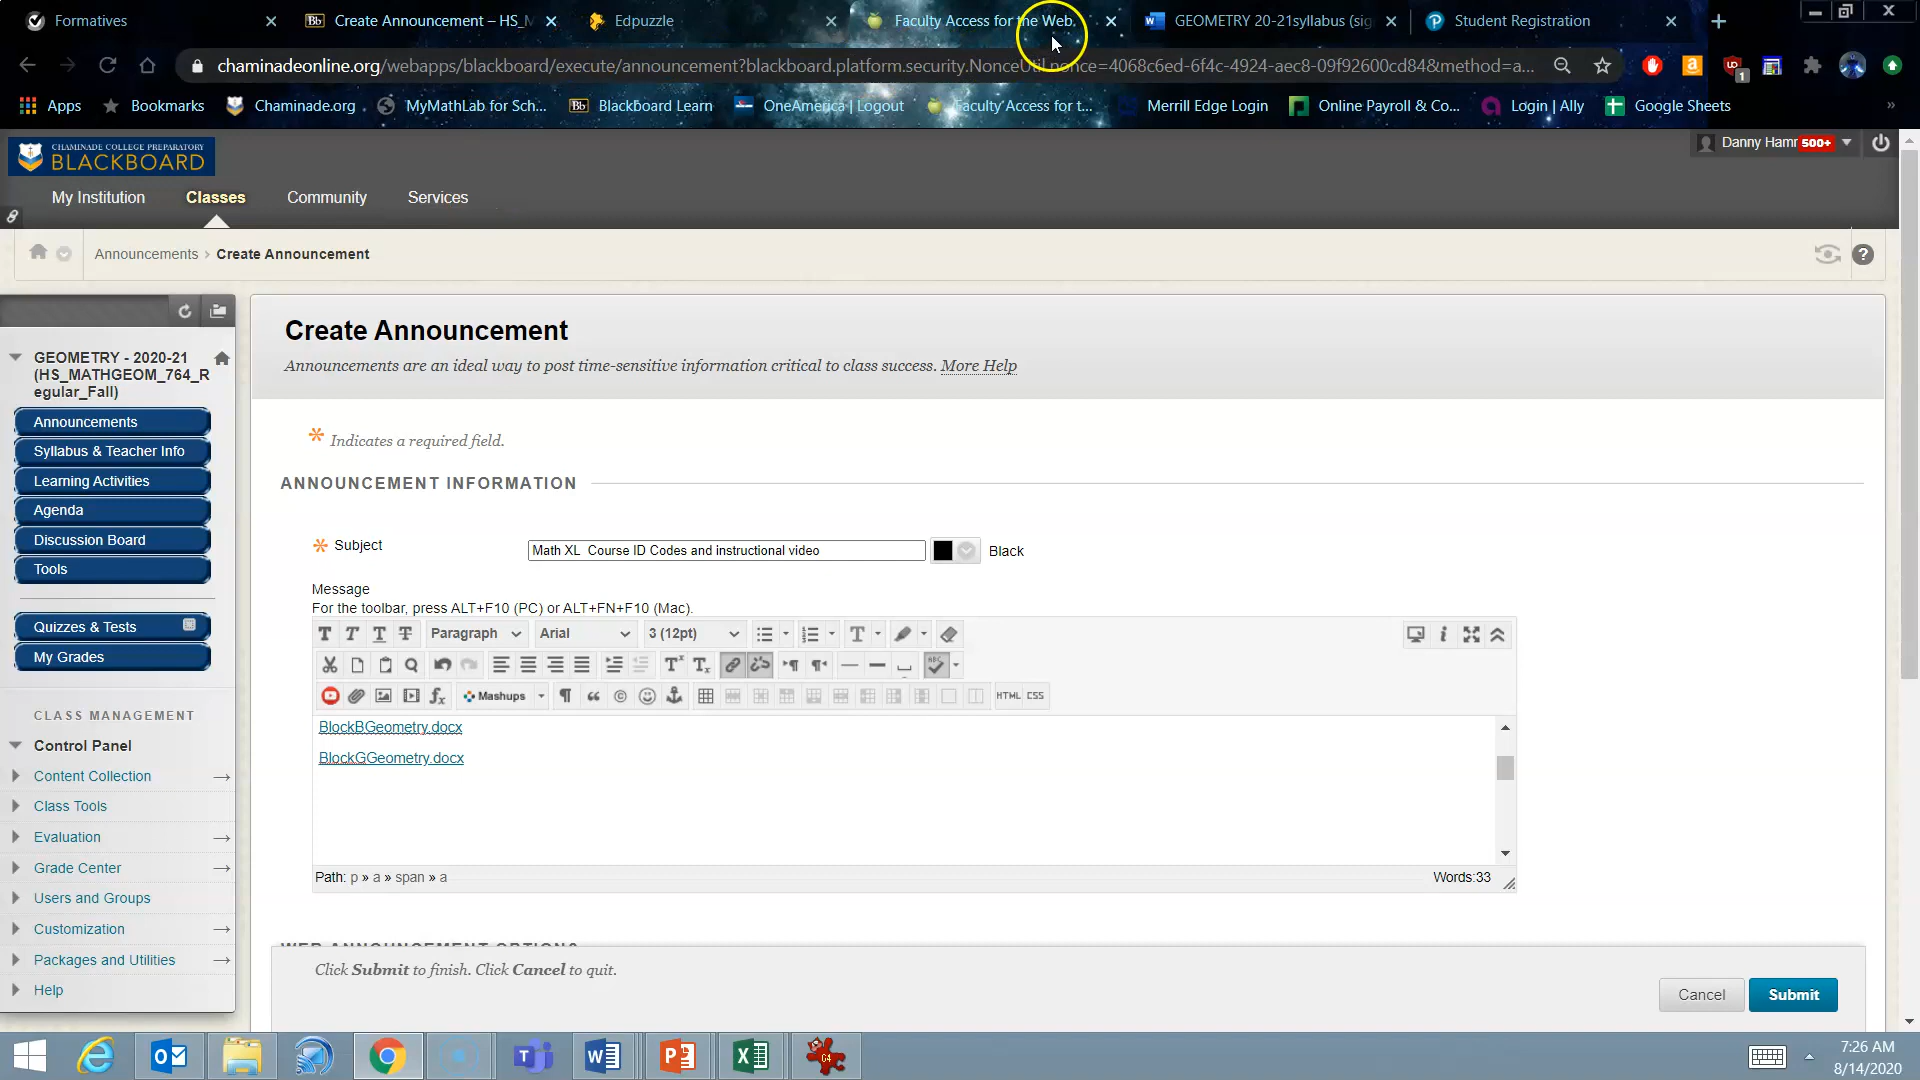 Formatives
Create Announcement – HS_M
Edpuzzle
Faculty Access for the Web
GEOMETRY 20-21syllabus (sig
Student Registration
chaminadeonline.org/webapps/blackboard/execute/announcement?blackboard.platform.security.NonceUtil.nonce=4068c6ed-6f4c-4924-aec8-09f92600cd84&method=a...
Apps
Bookmarks
Chaminade.org
MyMathLab for Sch...
Blackboard Learn
OneAmerica | Logout
Faculty Access for t...
Merrill Edge Login
Online Payroll & Co...
Login | Ally
Google Sheets
CHAMINADE COLLEGE PREPARATORY
BLACKBOARD
Danny Hamr 500+
My Institution
Classes
Community
Services
Announcements › Create Announcement
GEOMETRY - 2020-21
(HS_MATHGEOM_764_R
egular_Fall)
Announcements
Syllabus & Teacher Info
Learning Activities
Agenda
Discussion Board
Tools
Quizzes & Tests
My Grades
CLASS MANAGEMENT
Control Panel
Content Collection
Class Tools
Evaluation
Grade Center
Users and Groups
Customization
Packages and Utilities
Help
Create Announcement
Announcements are an ideal way to post time-sensitive information critical to class success. More Help
Indicates a required field.
ANNOUNCEMENT INFORMATION
Subject
Math XL  Course ID Codes and instructional video
Black
Message
For the toolbar, press ALT+F10 (PC) or ALT+FN+F10 (Mac).
Paragraph
Arial
3 (12pt)
Mashups
HTML CSS
BlockBGeometry.docx
BlockGGeometry.docx
Path: p » a » span » a
Words:33
WEB ANNOUNCEMENT OPTIONS
Click Submit to finish. Click Cancel to quit.
Cancel
Submit
7:26 AM
8/14/2020